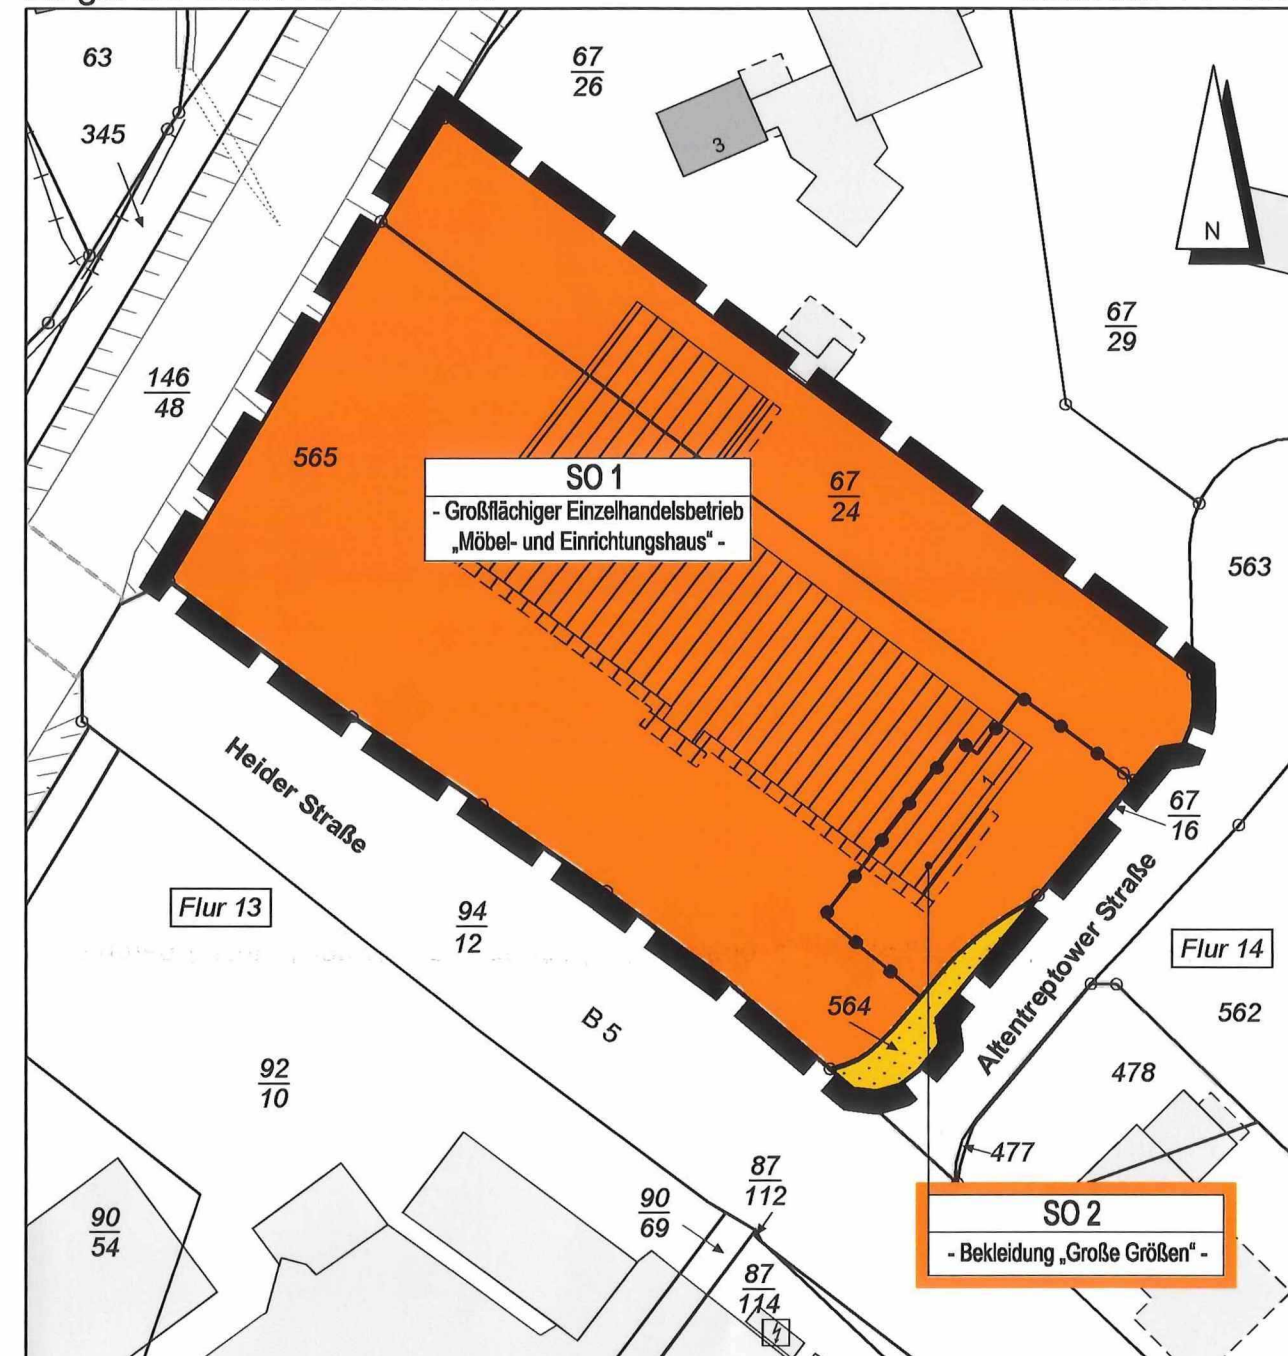 63
67
26
345
3
N
67
29
146
48
565
SO 1
- Großflächiger Einzelhandelsbetrieb
„Möbel- und Einrichtungshaus“ -
67
24
563
1
67
16
Heider Straße
Flur 13
94
12
Altentreptower Straße
Flur 14
564
562
B 5
92
10
478
477
87
112
90
69
90
54
SO 2
- Bekleidung „Große Größen“ -
87
114